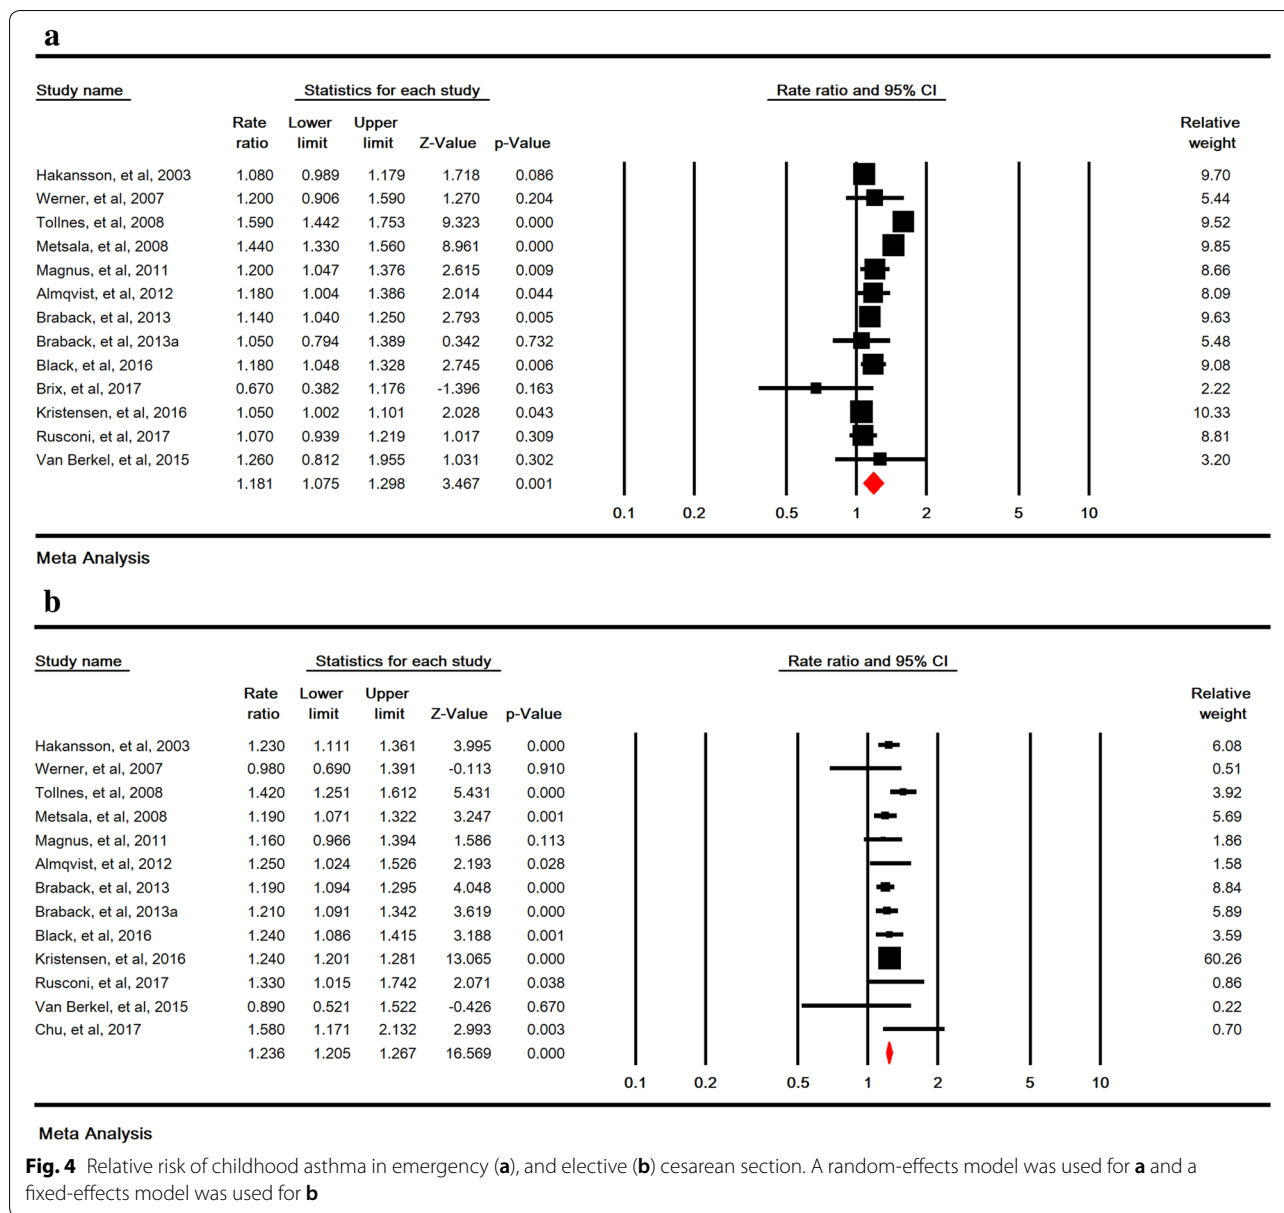 a
Study name Statistics for each study Rate ratio and 95% CI
Rate Lower Upper Relative
ratio limit limit Z-Value p-Value weight
Hakansson, et al, 2003 1.080 0.989 1.179 1.718 0.086 9.70
Werner, et al, 2007 1.200 0.906 1.590 1.270 0.204 5.44
Tollnes, et al, 2008 1.590 1.442 1.753 9.323 0.000 9.52
Metsala, et al, 2008 1.440 1.330 1.560 8.961 0.000 9.85
Magnus, et al, 2011 1.200 1.047 1.376 2.615 0.009 8.66
Almqvist, et al, 2012 1.180 1.004 1.386 2.014 0.044 8.09
Braback, et al, 2013 1.140 1.040 1.250 2.793 0.005 9.63
Braback, et al, 2013a 1.050 0.794 1.389 0.342 0.732 5.48
Black, et al, 2016 1.180 1.048 1.328 2.745 0.006 9.08
Brix, et al, 2017 0.670 0.382 1.176 -1.396 0.163 2.22
Kristensen, et al, 2016 1.050 1.002 1.101 2.028 0.043 10.33
Rusconi, et al, 2017 1.070 0.939 1.219 1.017 0.309 8.81
Van Berkel, et al, 2015 1.260 0.812 1.955 1.031 0.302 3.20
1.181 1.075 1.298 3.467 0.001
0.1 0.2 0.5 1 2 5 10
Meta Analysis
b
Study name Statistics for each study Rate ratio and 95% CI
Rate Lower Upper Relative
ratio limit limit Z-Value p-Value weight
Hakansson, et al, 2003 1.230 1.111 1.361 3.995 0.000 6.08
Werner, et al, 2007 0.980 0.690 1.391 -0.113 0.910 0.51
Tollnes, et al, 2008 1.420 1.251 1.612 5.431 0.000 3.92
Metsala, et al, 2008 1.190 1.071 1.322 3.247 0.001 5.69
Magnus, et al, 2011 1.160 0.966 1.394 1.586 0.113 1.86
Almqvist, et al, 2012 1.250 1.024 1.526 2.193 0.028 1.58
Braback, et al, 2013 1.190 1.094 1.295 4.048 0.000 8.84
Braback, et al, 2013a 1.210 1.091 1.342 3.619 0.000 5.89
Black, et al, 2016 1.240 1.086 1.415 3.188 0.001 3.59
Kristensen, et al, 2016 1.240 1.201 1.281 13.065 0.000 60.26
Rusconi, et al, 2017 1.330 1.015 1.742 2.071 0.038 0.86
Van Berkel, et al, 2015 0.890 0.521 1.522 -0.426 0.670 0.22
Chu, et al, 2017 1.580 1.171 2.132 2.993 0.003 0.70
1.236 1.205 1.267 16.569 0.000
0.1 0.2 0.5 1 2 5 10
Meta Analysis
Fig. 4 Relative risk of childhood asthma in emergency (a), and elective (b) cesarean section. A random-effects model was used for a and a
fixed-effects model was used for b